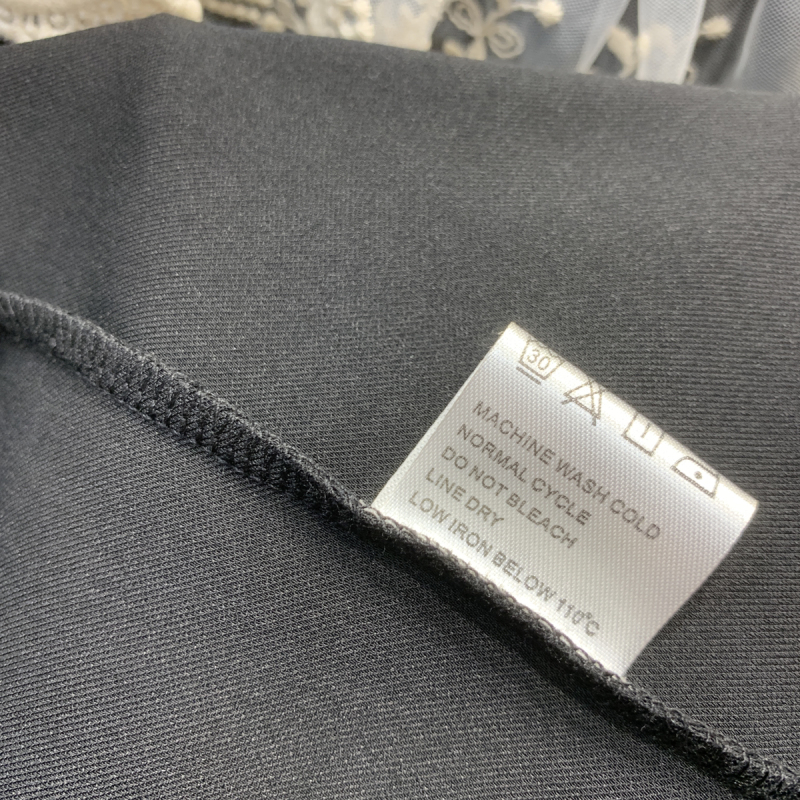 30
MACHINE WASH COLD
NORMAL CYCLE
DO NOT BLEACH
LINE DRY
LOW IRON BELOW 110°C